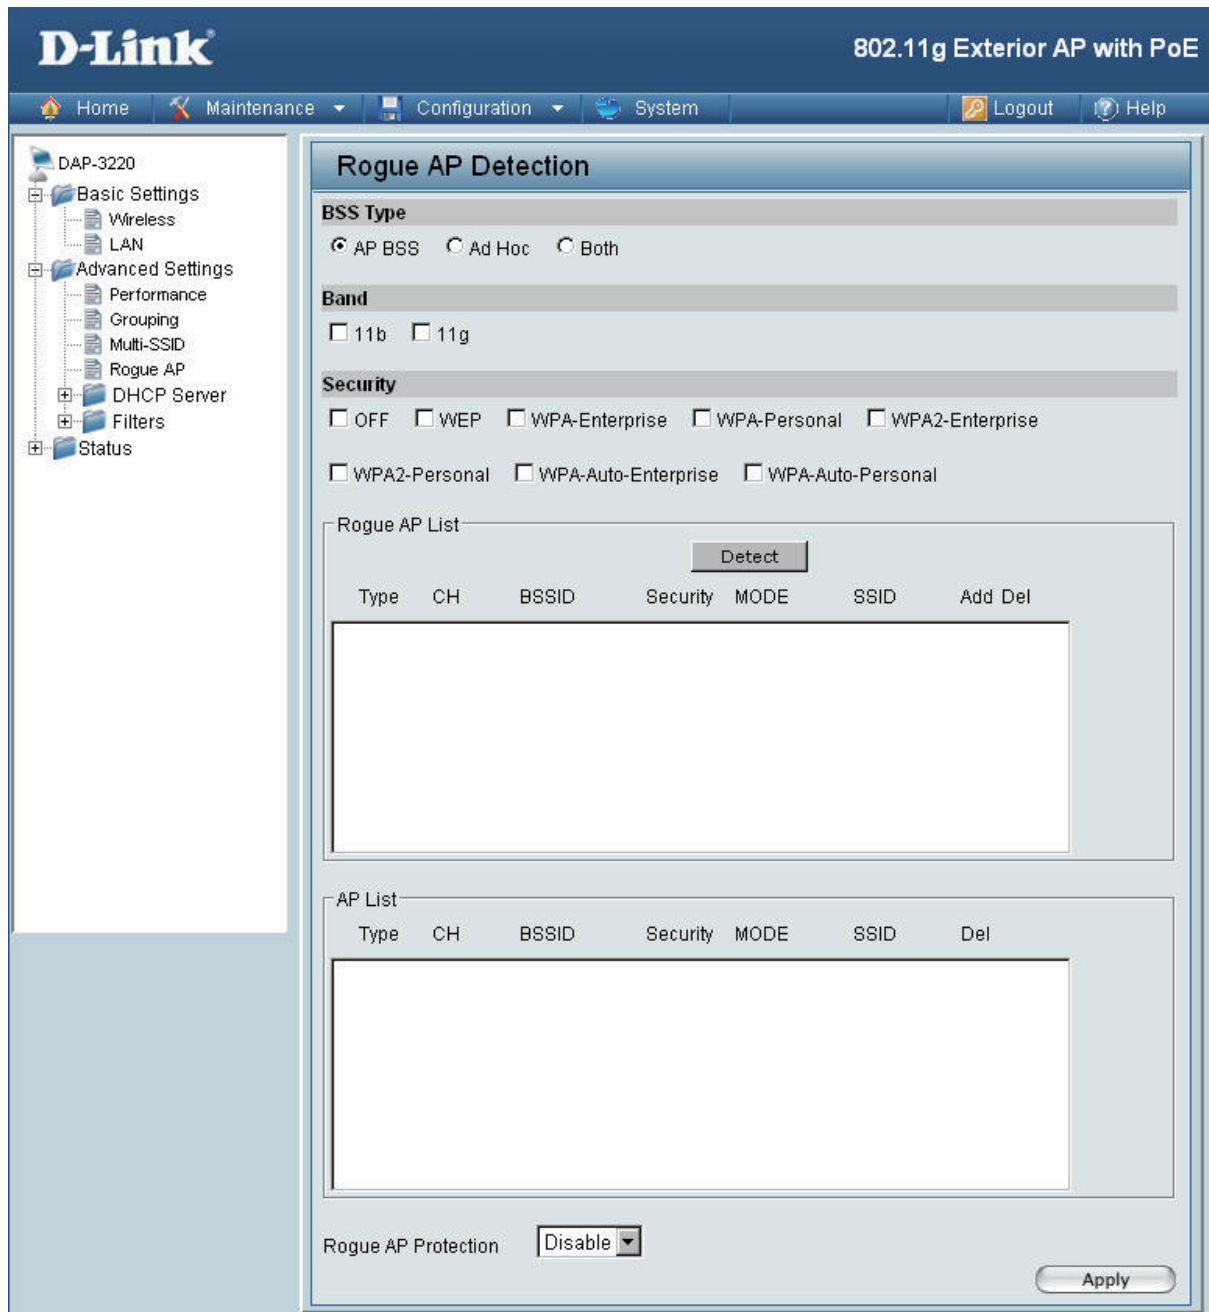 D-Link
802.11g Exterior AP with PoE
Home Maintenance Configuration System Logout Help
DAP-3220
Basic Settings
Wireless
LAN
Advanced Settings
Performance
Grouping
Multi-SSID
Rogue AP
DHCP Server
Filters
Status
Rogue AP Detection
BSS Type
AP BSS Ad Hoc Both
Band
11b 11g
Security
OFF WEP WPA-Enterprise WPA-Personal WPA2-Enterprise
WPA2-Personal WPA-Auto-Enterprise WPA-Auto-Personal
Rogue AP List
Detect
Type CH BSSID Security MODE SSID Add Del
AP List
Type CH BSSID Security MODE SSID Del
Rogue AP Protection Disable
Apply